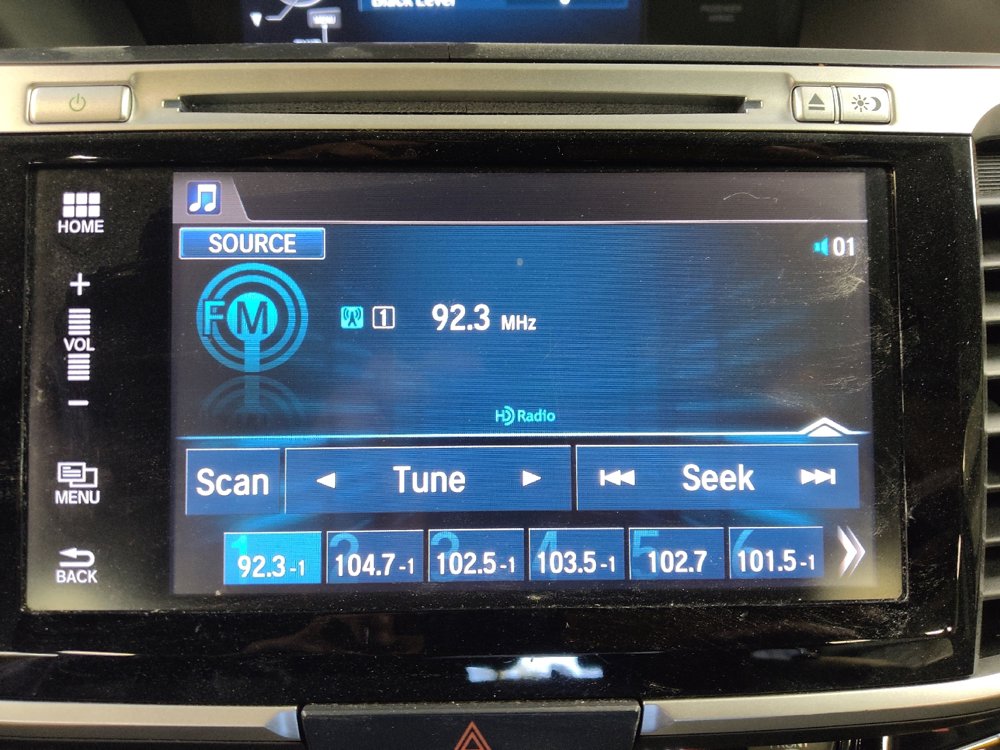 Black Level
MENU
HOME
SOURCE
01
+
VOL
−
FM
1 92.3 MHz
HD Radio
Scan Tune Seek
MENU
1 92.3-1
2 104.7-1
3 102.5-1
4 103.5-1
5 102.7
6 101.5-1
BACK